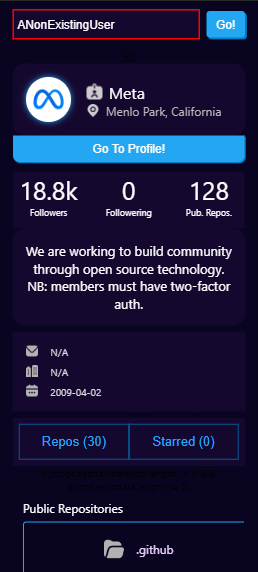 ANonExistingUser
Go!
Meta
Menlo Park, California
Go To Profile!
18.8k
0
128
Followers
Followering
Pub. Repos.
We are working to build community
through open source technology.
NB: members must have two-factor
auth.
N/A
N/A
2009-04-02
Repos (30)
Starred (0)
Public Repositories
.github